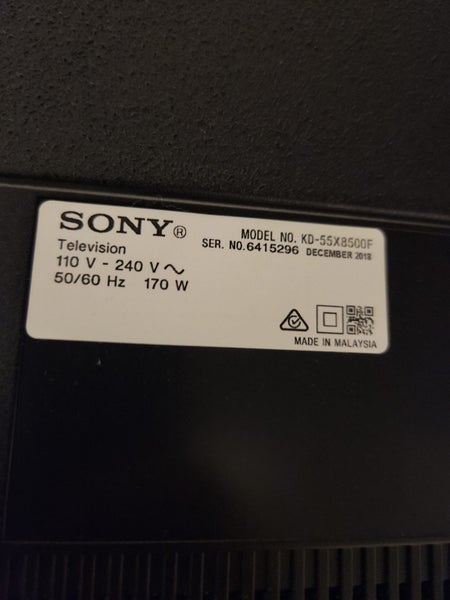 SONY®
MODEL NO. KD-55X8500F
Television
SER. NO.6415296 DECEMBER 2018
110 V - 240 V ~
50/60 Hz 170 W
MADE IN MALAYSIA